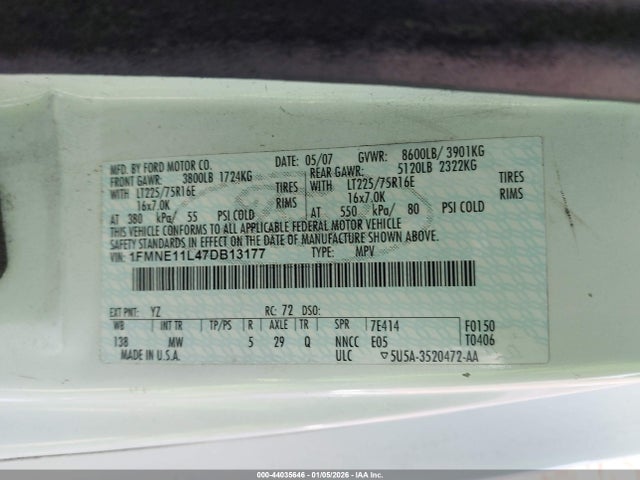 MFD. BY FORD MOTOR CO.
DATE: 05/07 GVWR: 8600LB/ 3901KG
FRONT GAWR: 3800LB 1724KG
REAR GAWR: 5120LB 2322KG
WITH LT225/75R16E TIRES
WITH LT225/75R16E TIRES
16x7.0K RIMS
16x7.0K RIMS
AT 380 kPa/ 55 PSI COLD
AT 550 kPa/ 80 PSI COLD
THIS VEHICLE CONFORMS TO ALL APPLICABLE FEDERAL MOTOR VEHICLE
SAFETY STANDARDS IN EFFECT ON THE DATE OF MANUFACTURE SHOWN ABOVE.
VIN: 1FMNE11L47DB13177 TYPE: MPV
EXT PNT: YZ RC: 72 DSO:
WB INT TR TP/PS R AXLE TR SPR 7E414 F0150
138 MW 5 29 Q NNCC E05 T0406
MADE IN U.S.A. ULC ▽5U5A-3520472-AA
000-44035646 - 01/05/2026 - IAA Inc.